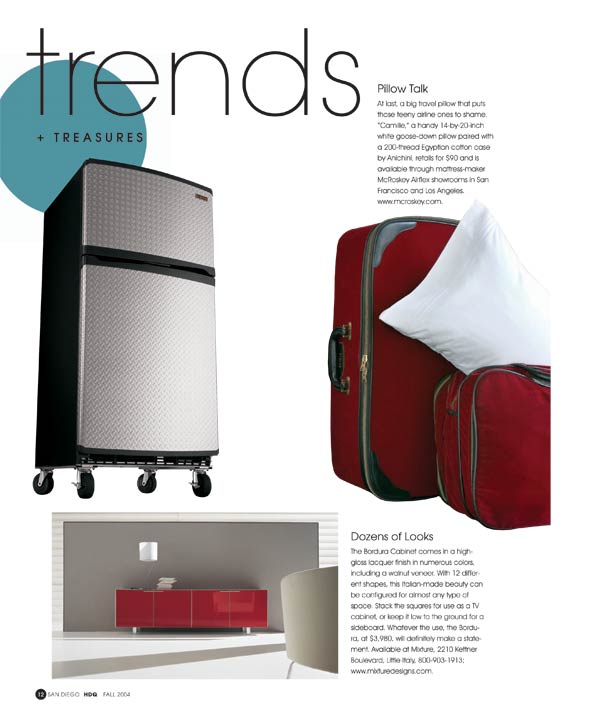 trends
+ TREASURES
Pillow Talk
At last, a big travel pillow that puts
those teeny airline ones to shame.
"Camille," a handy 14-by-20-inch
white goose-down pillow paired with
a 200-thread Egyptian cotton case
by Anichini, retails for $90 and is
available through mattress-maker
McRoskey Airflex showrooms in San
Francisco and Los Angeles.
www.mcroskey.com.
Dozens of Looks
The Bordura Cabinet comes in a high-
gloss lacquer finish in numerous colors,
including a walnut veneer. With 12 differ-
ent shapes, this Italian-made beauty can
be configured for almost any type of
space. Stack the squares for use as a TV
cabinet, or keep it low to the ground for a
sideboard. Whatever the use, the Bordu-
ra, at $3,980, will definitely make a state-
ment. Available at Mixture, 2210 Kettner
Boulevard, Little Italy, 800-903-1913;
www.mixturedesigns.com.
12 SAN DIEGO HDQ FALL 2004